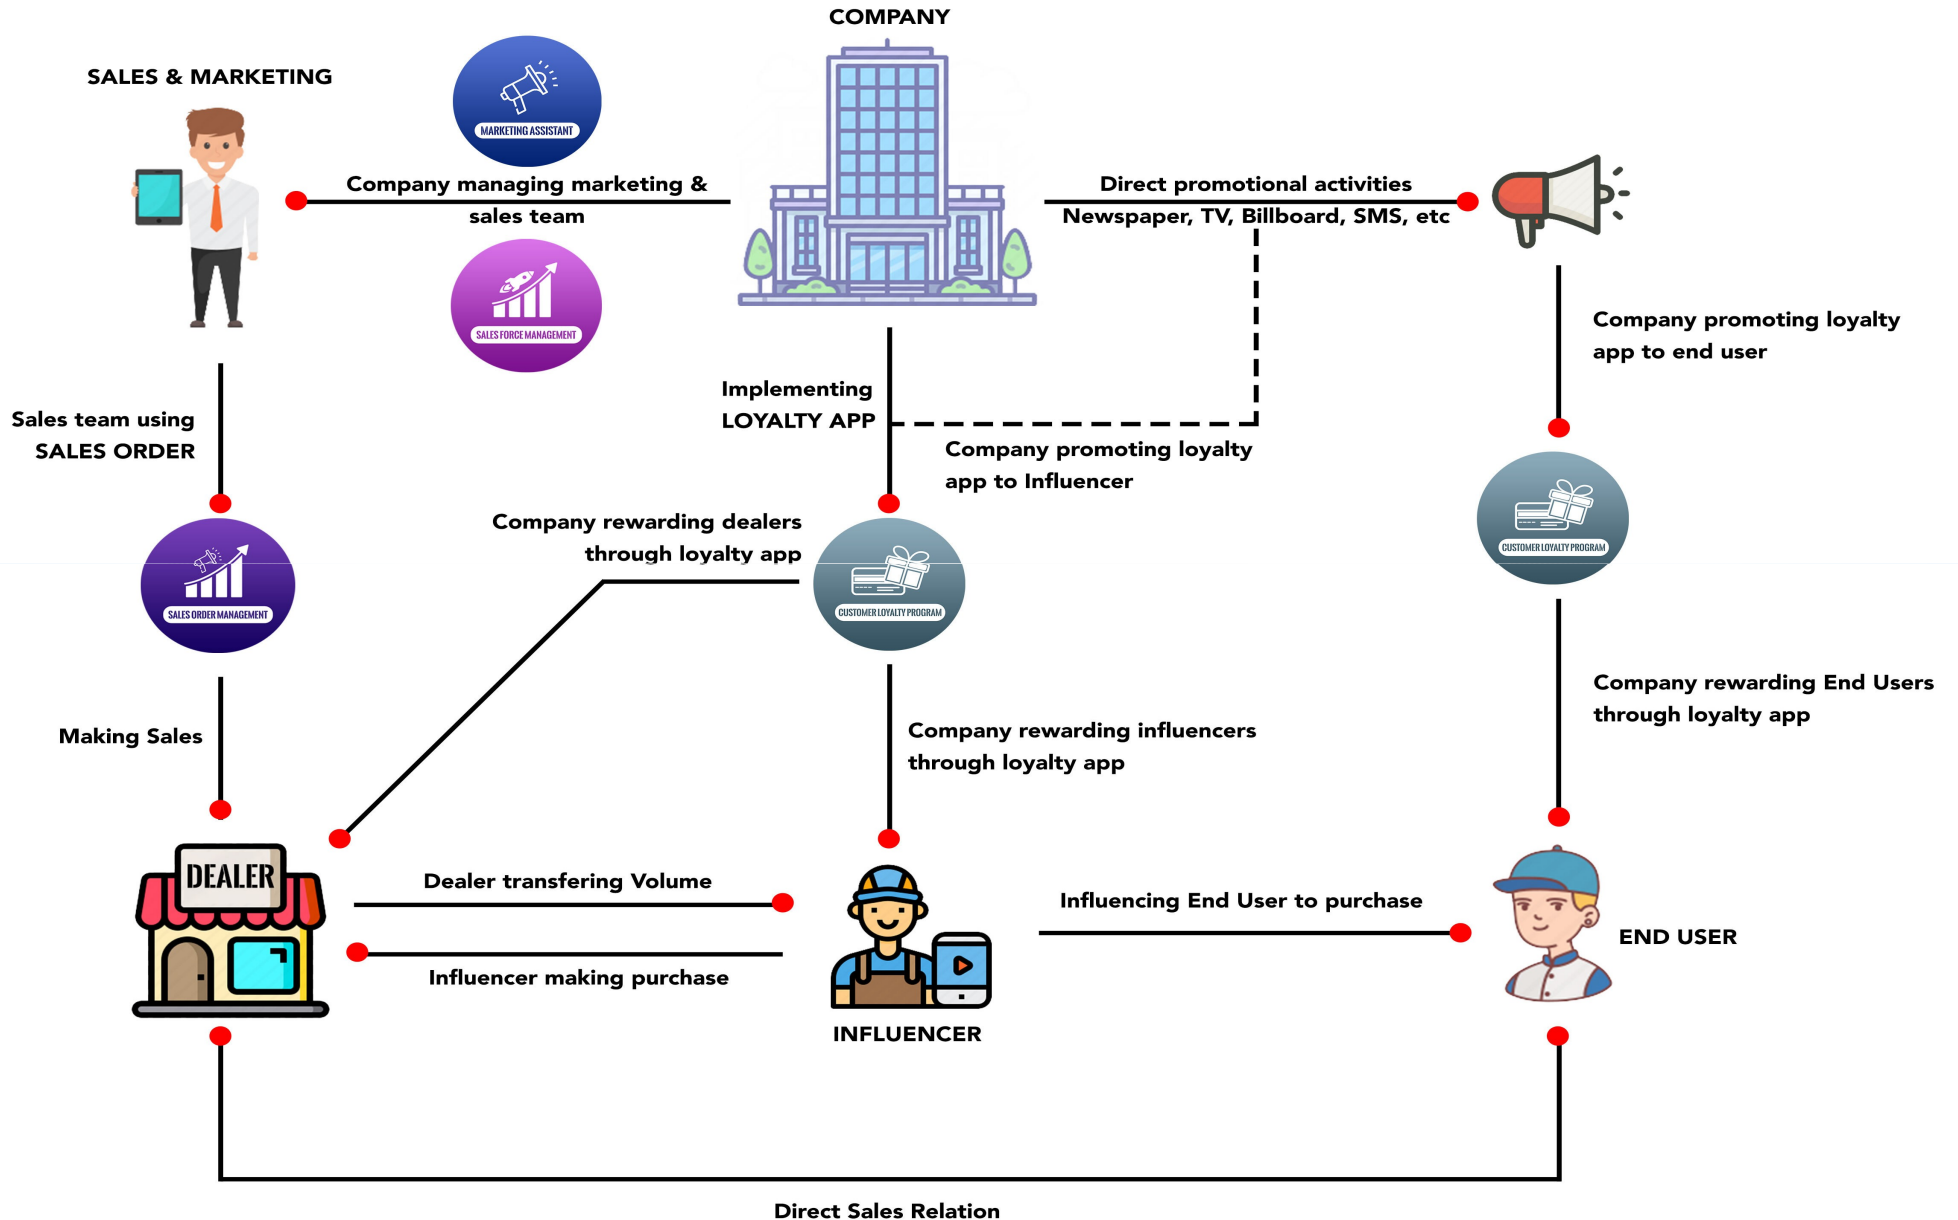 COMPANY
SALES & MARKETING
MARKETING ASSISTANT
Company managing marketing &
sales team
SALES FORCE MANAGEMENT
Direct promotional activities
Newspaper, TV, Billboard, SMS, etc
Company promoting loyalty
app to end user
Implementing
LOYALTY APP
Company promoting loyalty
app to Influencer
Sales team using
SALES ORDER
Company rewarding dealers
through loyalty app
CUSTOMER LOYALTY PROGRAM
CUSTOMER LOYALTY PROGRAM
SALES ORDER MANAGEMENT
Making Sales
Company rewarding influencers
through loyalty app
Company rewarding End Users
through loyalty app
DEALER
Dealer transfering Volume
Influencer making purchase
Influencing End User to purchase
END USER
INFLUENCER
Direct Sales Relation